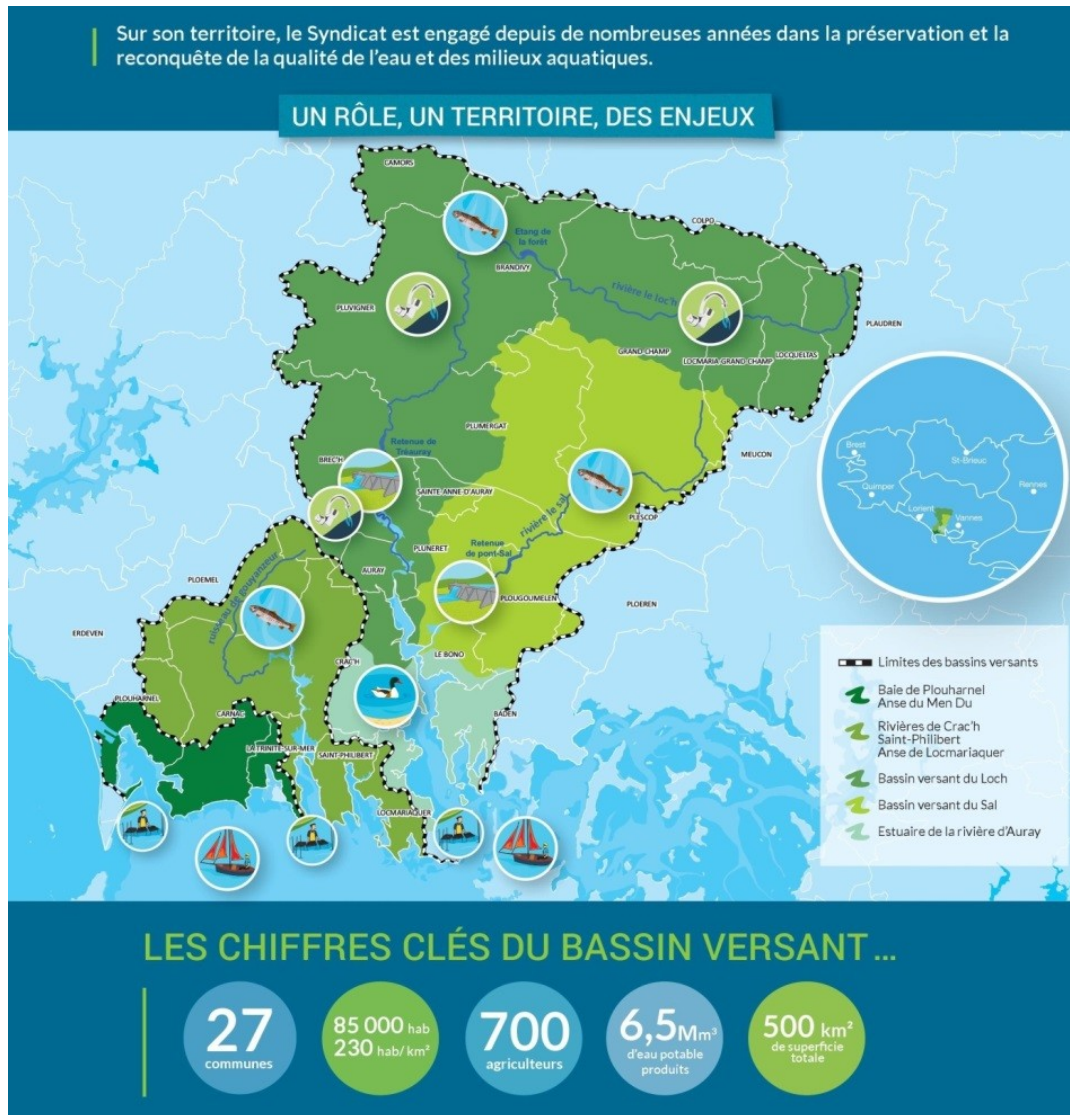 Sur son territoire, le Syndicat est engagé depuis de nombreuses années dans la préservation et la
reconquête de la qualité de l'eau et des milieux aquatiques.
UN RÔLE, UN TERRITOIRE, DES ENJEUX
CAMORS
COLPO
Etang de
la forêt
BRANDIVY
rivière le loc'h
PLUVIGNER
PLAUDREN
GRAND CHAMP
LOCMARIA-GRAND-CHAMP
LOCQUELTAS
PLUMERGAT
Retenue de
Tréauray
BREC'H
MEUCON
SAINTE-ANNE-D'AURAY
rivière le sal
PLESCOP
PLUNERET
Retenue
de pont-Sal
AURAY
PLOEMEL
ruisseau de gouyanzeur
PLOUGOUMELEN
PLOEREN
ERDEVEN
CRAC'H
LE BONO
PLOUHARNEL
CARNAC
BADEN
LA TRINITE-SUR-MER
SAINT-PHILIBERT
LOCMARIAQUER
Brest
St-Brieuc
Quimper
Rennes
Lorient
Vannes
Limites des bassins versants
Baie de Plouharnel
Anse du Men Du
Rivières de Crac'h
Saint-Philibert
Anse de Locmariaquer
Bassin versant du Loch
Bassin versant du Sal
Estuaire de la rivière d'Auray
LES CHIFFRES CLÉS DU BASSIN VERSANT ...
27
communes
85 000 hab
230 hab/km²
700
agriculteurs
6,5Mm³
d'eau potable
produits
500 km²
de superficie
totale